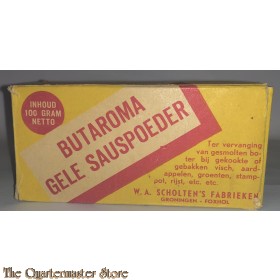 INHOUD
100 GRAM
NETTO
BUTAROMA
GELE SAUSPOEDER
Ter vervanging
van gesmolten bo-
ter bij gekookte of
gebakken visch, aard-
appelen, groenten, stamp-
pot, rijst, etc. etc.
W. A. SCHOLTEN'S FABRIEKEN
GRONINGEN - FOXHOL
The Quartermaster Store